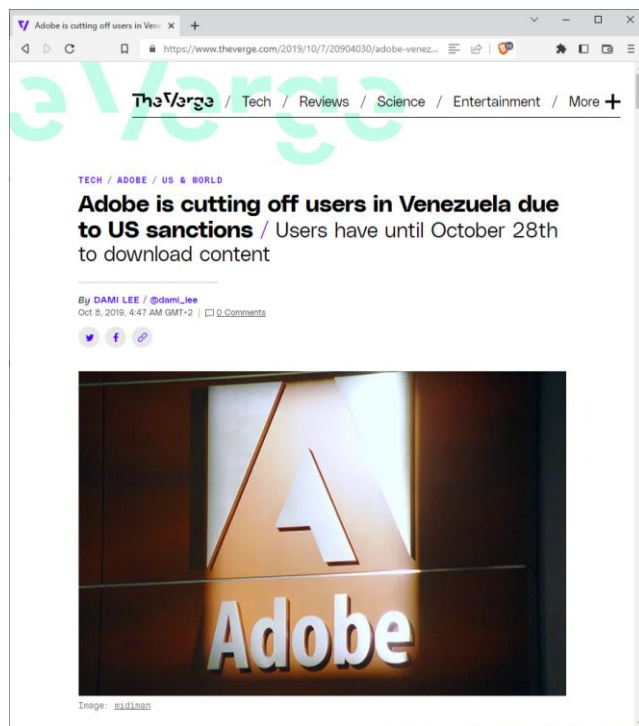 Adobe is cutting off users in Vene
https://www.theverge.com/2019/10/7/20904030/adobe-venez...
e Verge
TheVerge / Tech / Reviews / Science / Entertainment / More +
TECH / ADOBE / US & WORLD
Adobe is cutting off users in Venezuela due
to US sanctions / Users have until October 28th
to download content
By DAMI LEE / @dami_lee
Oct 8, 2019, 4:47 AM GMT+2 | 0 Comments
Adobe
Image: midiman